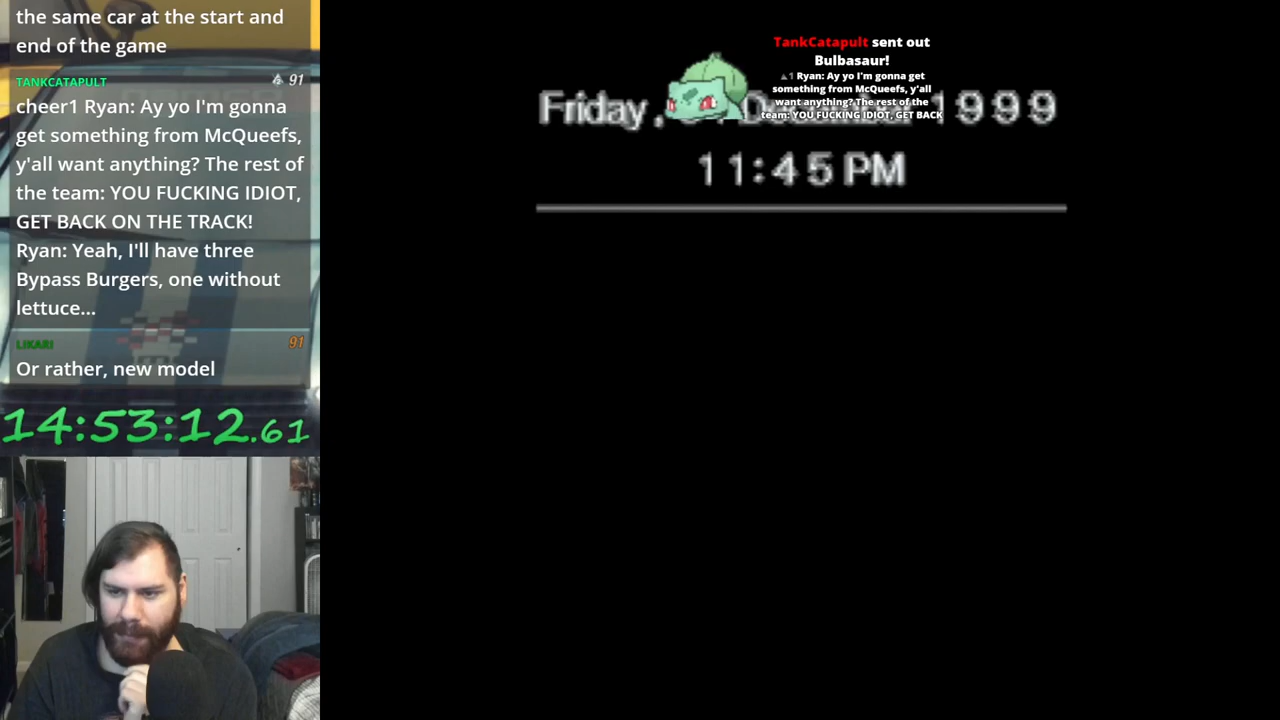 the same car at the start and
end of the game
TANKCATAPULT 91
cheer1 Ryan: Ay yo I'm gonna
get something from McQueefs,
y'all want anything? The rest of
the team: YOU FUCKING IDIOT,
GET BACK ON THE TRACK!
Ryan: Yeah, I'll have three
Bypass Burgers, one without
lettuce...
LIKARI 91
Or rather, new model
14:53:12.61
TankCatapult sent out
Bulbasaur!
1 Ryan: Ay yo I'm gonna get
something from McQueefs, y'all
want anything? The rest of the
team: YOU FUCKING IDIOT, GET BACK
Friday, December 1999
11:45 PM